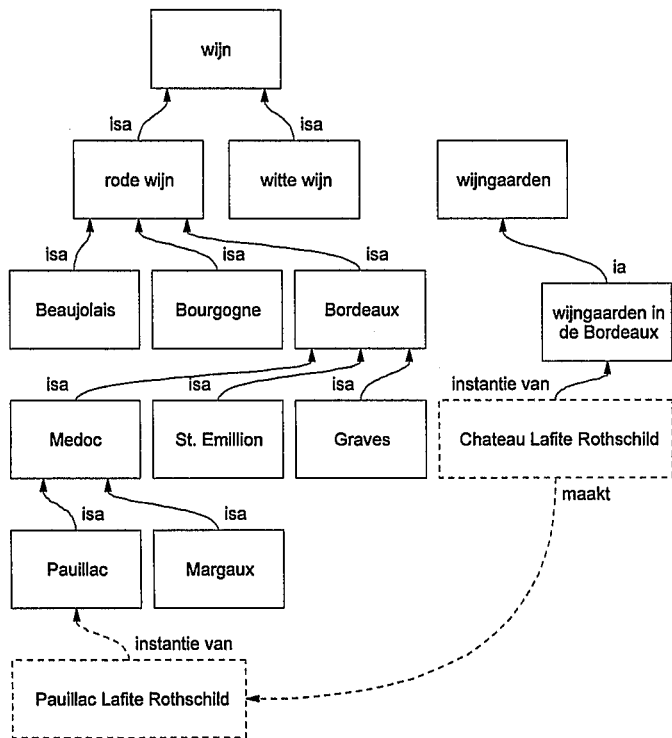 wijn
isa
isa
rode wijn
witte wijn
wijngaarden
isa
isa
isa
ia
Beaujolais
Bourgogne
Bordeaux
wijngaarden in
de Bordeaux
isa
isa
isa
instantie van
Medoc
St. Emillion
Graves
Chateau Lafite Rothschild
maakt
isa
isa
Pauillac
Margaux
instantie van
Pauillac Lafite Rothschild